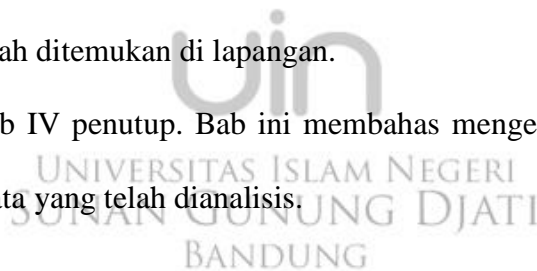 uin
ah ditemukan di lapangan.
b IV penutup. Bab ini membahas menge
UNIVERSITAS ISLAM NEGERI
ta yang telah dianalisis.
SUNAN GUNUNG DJATI
BANDUNG